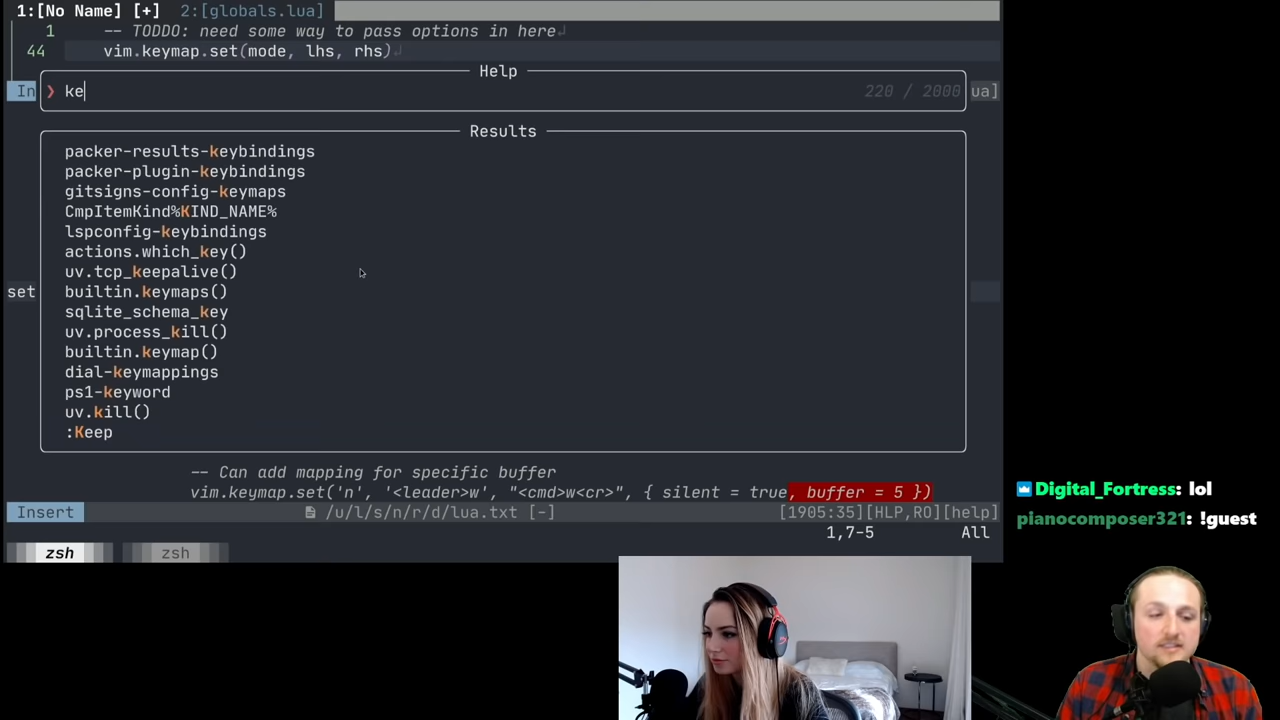 1:[No Name] [+] 2:[globals.lua]
1 -- TODDO: need some way to pass options in here
44 vim.keymap.set(mode, lhs, rhs)
Help
In ❯ ke 220 / 2000 ua]
Results
packer-results-keybindings
packer-plugin-keybindings
gitsigns-config-keymaps
CmpItemKind%KIND_NAME%
lspconfig-keybindings
actions.which_key()
uv.tcp_keepalive()
set builtin.keymaps()
sqlite_schema_key
uv.process_kill()
builtin.keymap()
dial-keymappings
ps1-keyword
uv.kill()
:Keep
-- Can add mapping for specific buffer
vim.keymap.set('n', '<leader>w', "<cmd>w<cr>", { silent = true, buffer = 5 })
Insert /u/l/s/n/r/d/lua.txt [-] [1905:35][HLP,RO][help]
1,7-5 All
zsh zsh
Digital_Fortress: lol
pianocomposer321: !guest